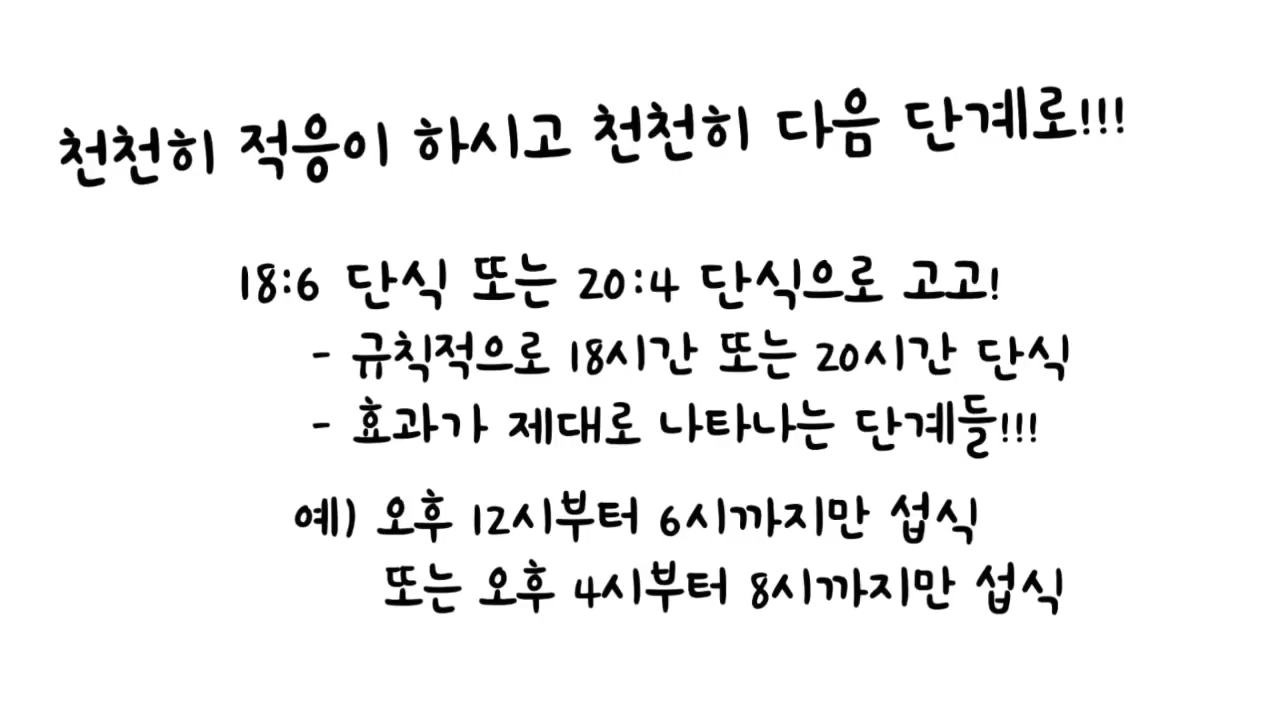 천천히 적응이 하시고 천천히 다음 단계로!!!
18:6 단식 또는 20:4 단식으로 고고!
- 규칙적으로 18시간 또는 20시간 단식
- 효과가 제대로 나타나는 단계들!!!
예) 오후 12시부터 6시까지만 섭식
또는 오후 4시부터 8시까지만 섭식